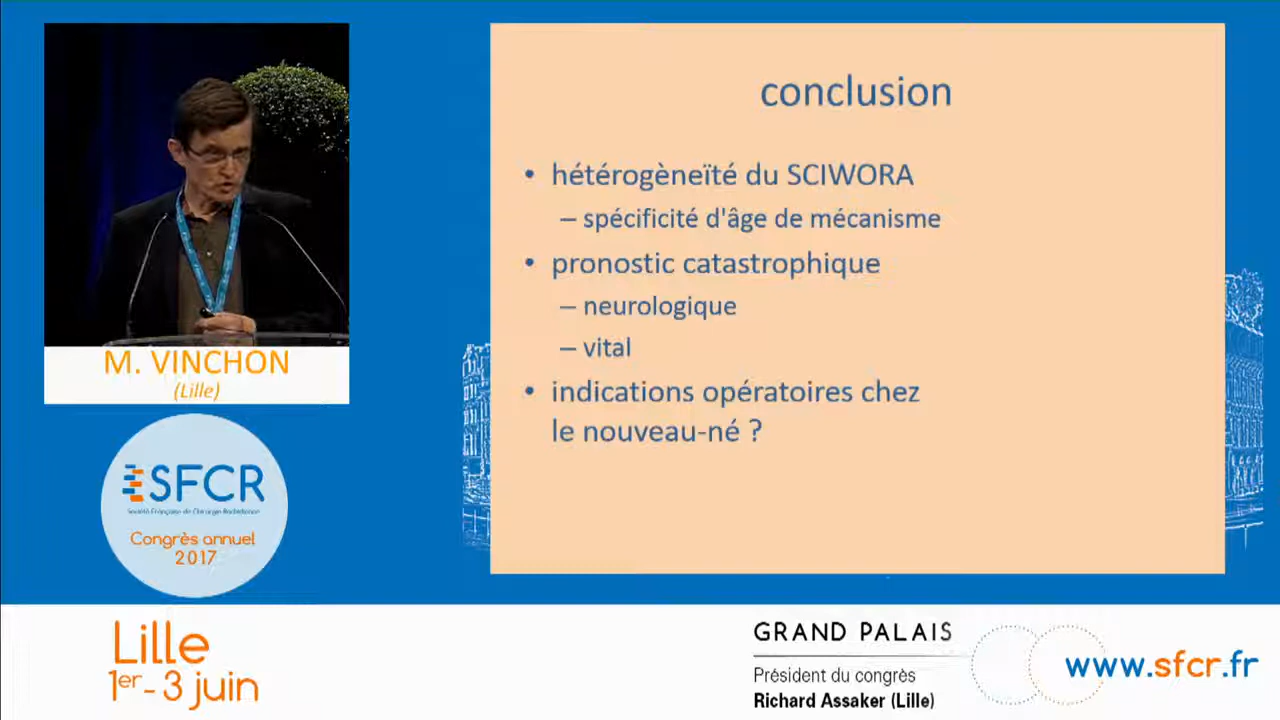 conclusion
• hétérògèneïté du SCIWORA
– spécificité d'âge de mécanisme
• pronostic catastrophique
– neurologique
– vital
• indications opératoires chez
le nouveau-né ?
M. VINCHON
(Lille)
SFCR
Société Française de Chirurgie Rachidienne
Congrès annuel
2017
Lille
1er - 3 juin
GRAND PALAIS
Président du congrès
Richard Assaker (Lille)
www.sfcr.fr